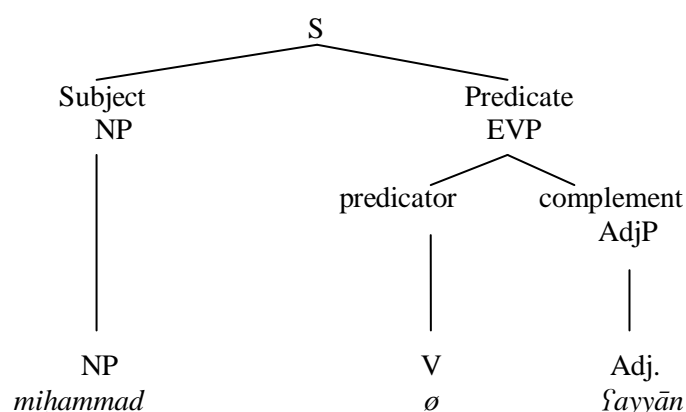 S
Subject Predicate
NP EVP
predicator complement
AdjP
NP V Adj.
mihammad ø ʕayyān